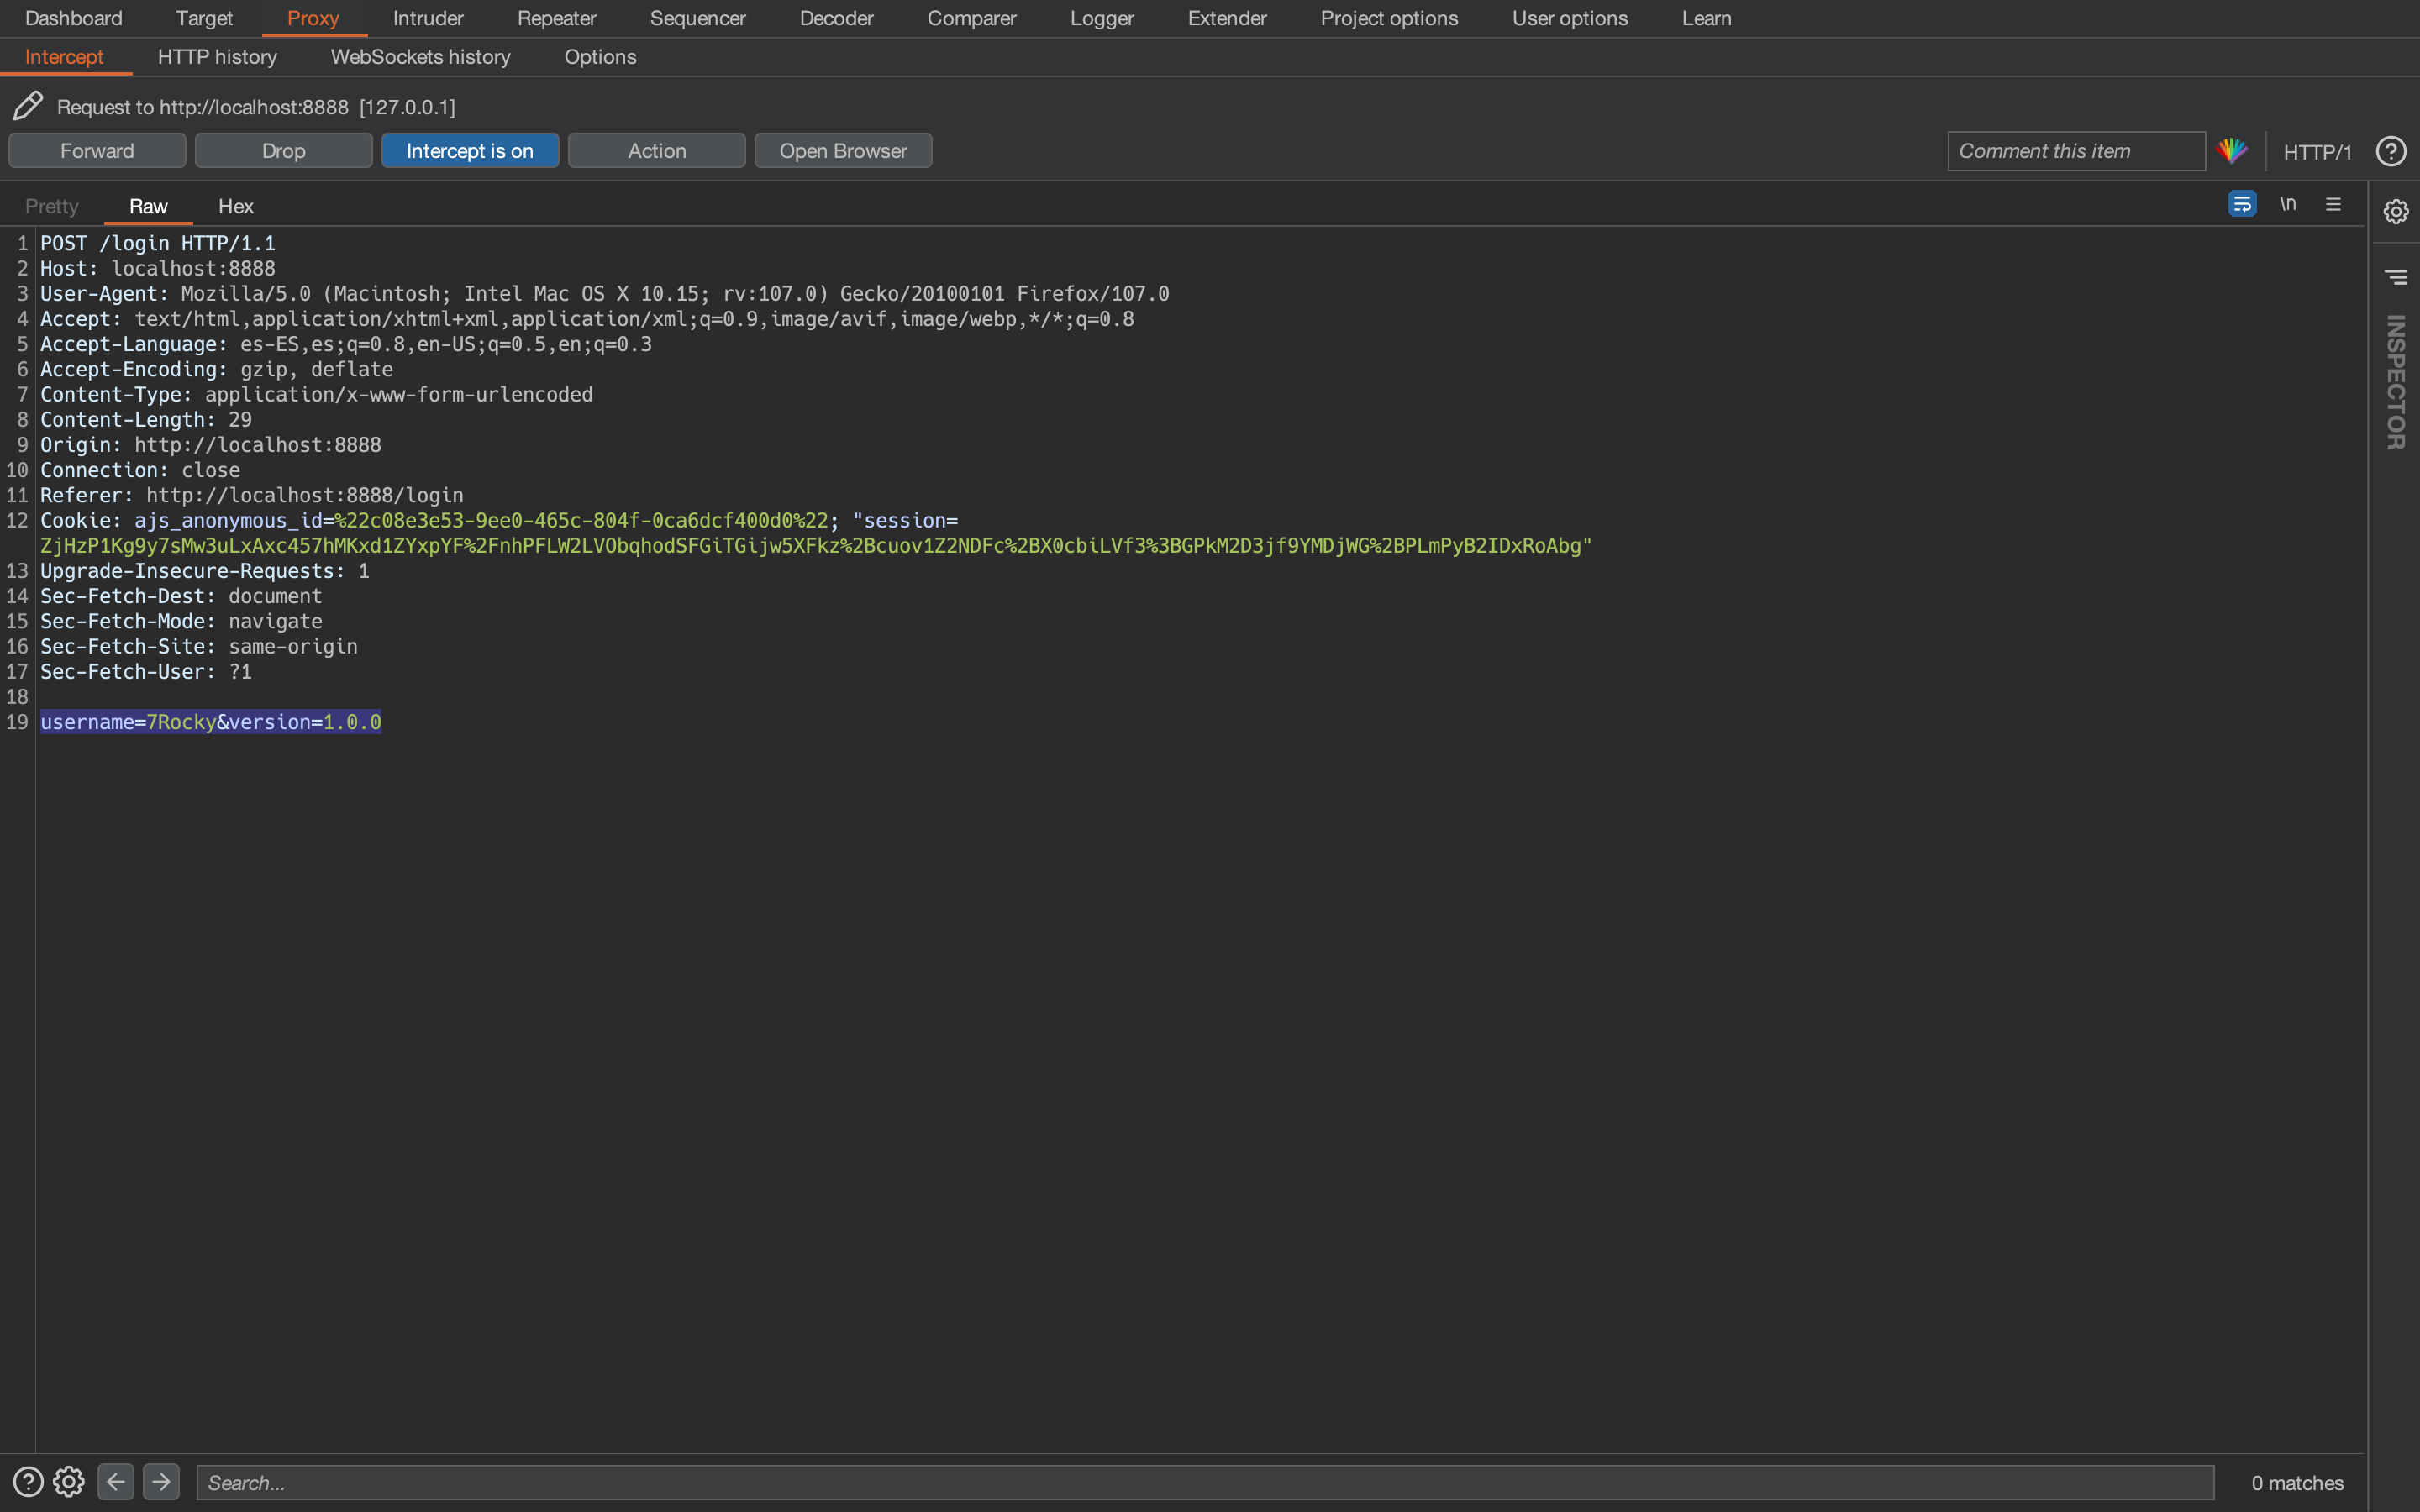 Dashboard Target Proxy Intruder Repeater Sequencer Decoder Comparer Logger Extender Project options User options Learn
Intercept HTTP history WebSockets history Options
Request to http://localhost:8888 [127.0.0.1]
Forward Drop Intercept is on Action Open Browser Comment this item HTTP/1 ?
Pretty Raw Hex \n
INSPECTOR
1 POST /login HTTP/1.1
2 Host: localhost:8888
3 User-Agent: Mozilla/5.0 (Macintosh; Intel Mac OS X 10.15; rv:107.0) Gecko/20100101 Firefox/107.0
4 Accept: text/html,application/xhtml+xml,application/xml;q=0.9,image/avif,image/webp,*/*;q=0.8
5 Accept-Language: es-ES,es;q=0.8,en-US;q=0.5,en;q=0.3
6 Accept-Encoding: gzip, deflate
7 Content-Type: application/x-www-form-urlencoded
8 Content-Length: 29
9 Origin: http://localhost:8888
10 Connection: close
11 Referer: http://localhost:8888/login
12 Cookie: ajs_anonymous_id=%22c08e3e53-9ee0-465c-804f-0ca6dcf400d0%22; "session=
ZjHzP1Kg9y7sMw3uLxAxc457hMKxd1ZYxpYF%2FnhPFLW2LVObqhodSFGiTGijw5XFkz%2Bcuov1Z2NDFc%2BX0cbiLVf3%3BGPkM2D3jf9YMDjWG%2BPLmPyB2IDxRoAbg"
13 Upgrade-Insecure-Requests: 1
14 Sec-Fetch-Dest: document
15 Sec-Fetch-Mode: navigate
16 Sec-Fetch-Site: same-origin
17 Sec-Fetch-User: ?1
18
19 username=7Rocky&version=1.0.0
? Search... 0 matches